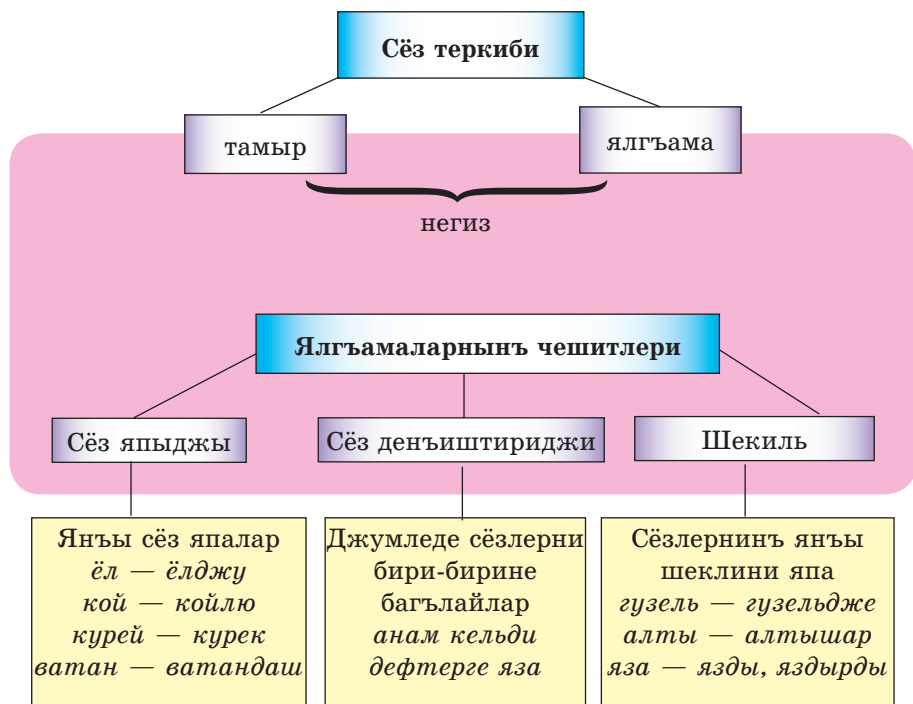 Сёз теркиби
тамыр
ялгъама
негиз
Ялгъамаларнынъ чешитлери
Сёз япыджы
Сёз денъиштириджи
Шекиль
Янъы сёз япалар
ёл — ёлджу
кой — койлю
курей — курек
ватан — ватандаш
Джумледе сёзлерни
бири-бирине
багълайлар
анам кельди
дефтерге яза
Сёзлернинъ янъы
шеклини япа
гузель — гузельдже
алты — алтышар
яза — язды, яздырды